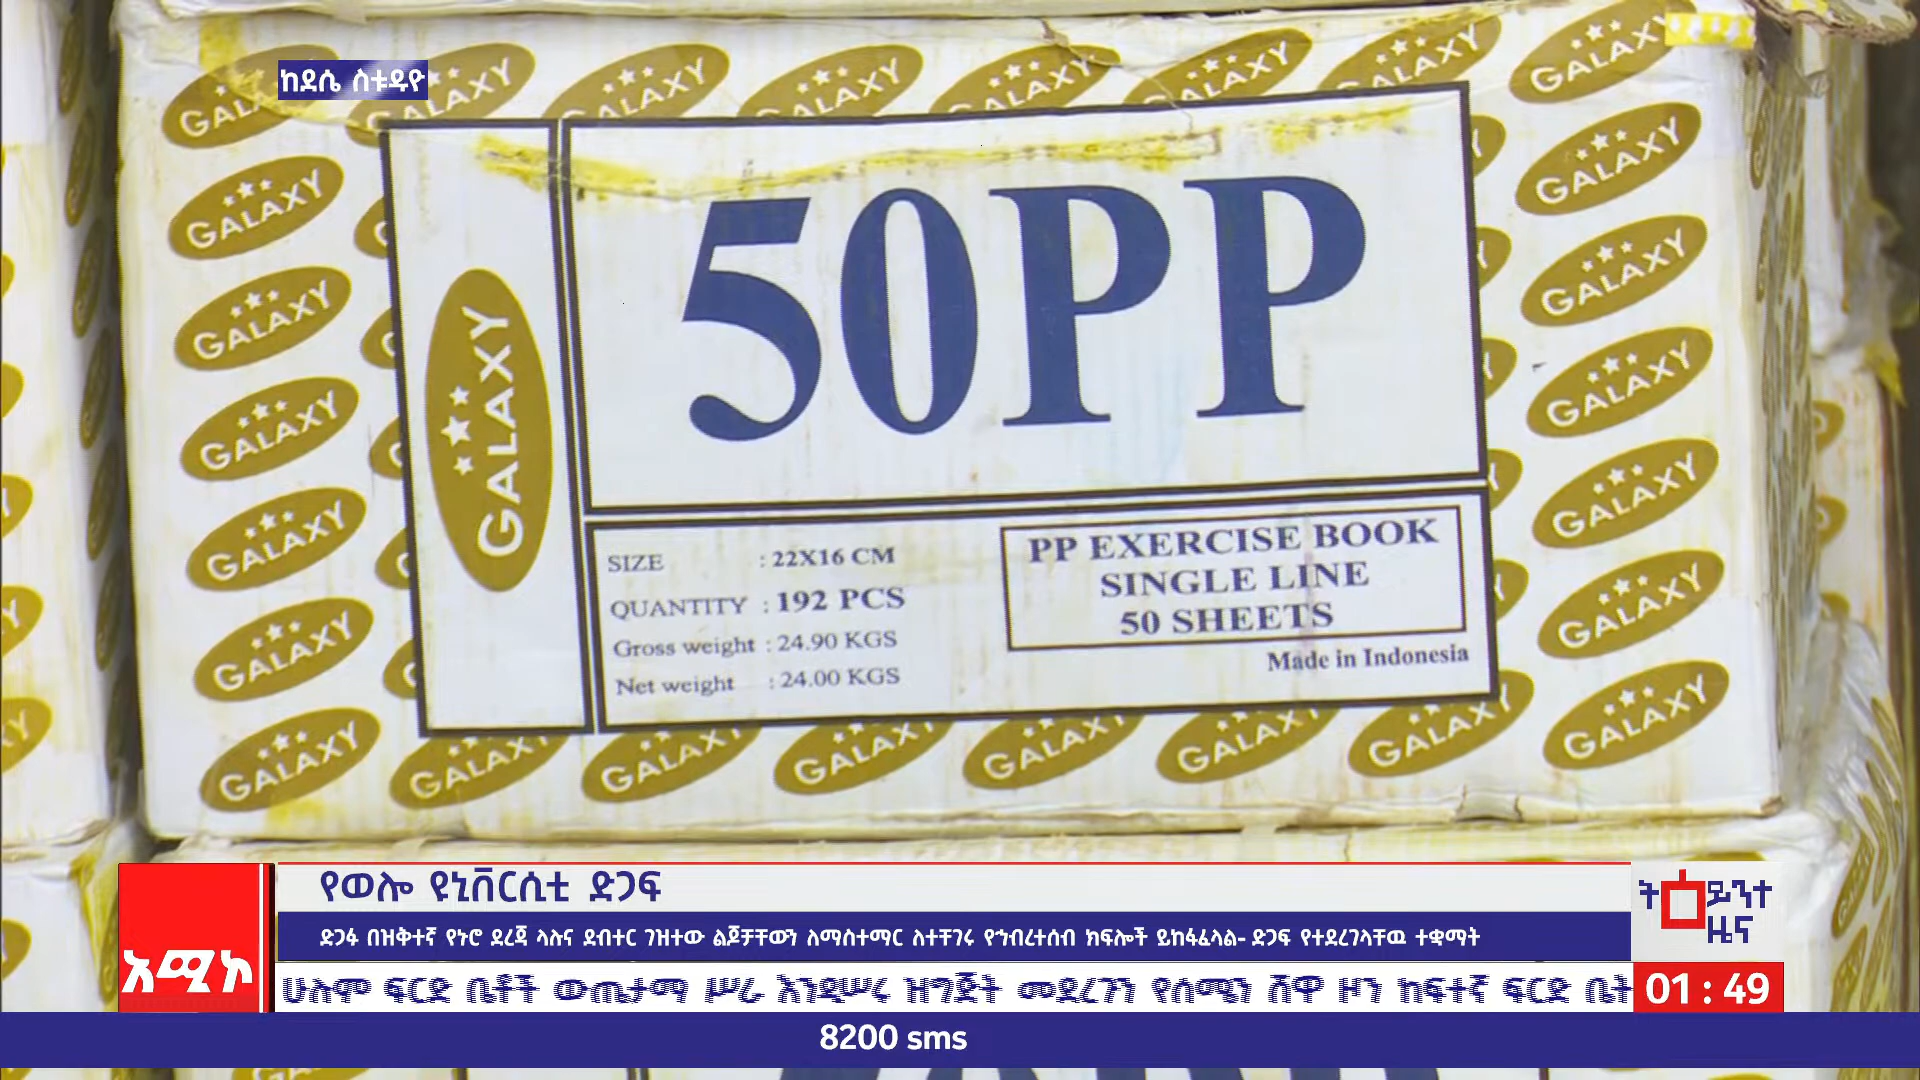 ከደሴ ስቱዲዮ
GALAXY
50PP
SIZE : 22X16 CM
QUANTITY : 192 PCS
Gross weight : 24.90 KGS
Net weight : 24.00 KGS
PP EXERCISE BOOK
SINGLE LINE
50 SHEETS
Made in Indonesia
የወሎ ዩኒቨርሲቲ ድጋፍ
ድጋፉ በዝቅተኛ የኑሮ ደረጃ ላሉና ደብተር ገዝተው ልጆቻቸውን ለማስተማር ለተቸገሩ የኅብረተሰብ ክፍሎች ይከፋፈላል- ድጋፍ የተደረገላቸዉ ተቋማት
አሚኮ
ትዕይንተ
ዜና
ሁሉም ፍርድ ቤቶች ውጤታማ ሥራ እንዲሠሩ ዝግጅት መደረጉን የሰሜን ሸዋ ዞን ከፍተኛ ፍርድ ቤት
01 : 49
8200 sms